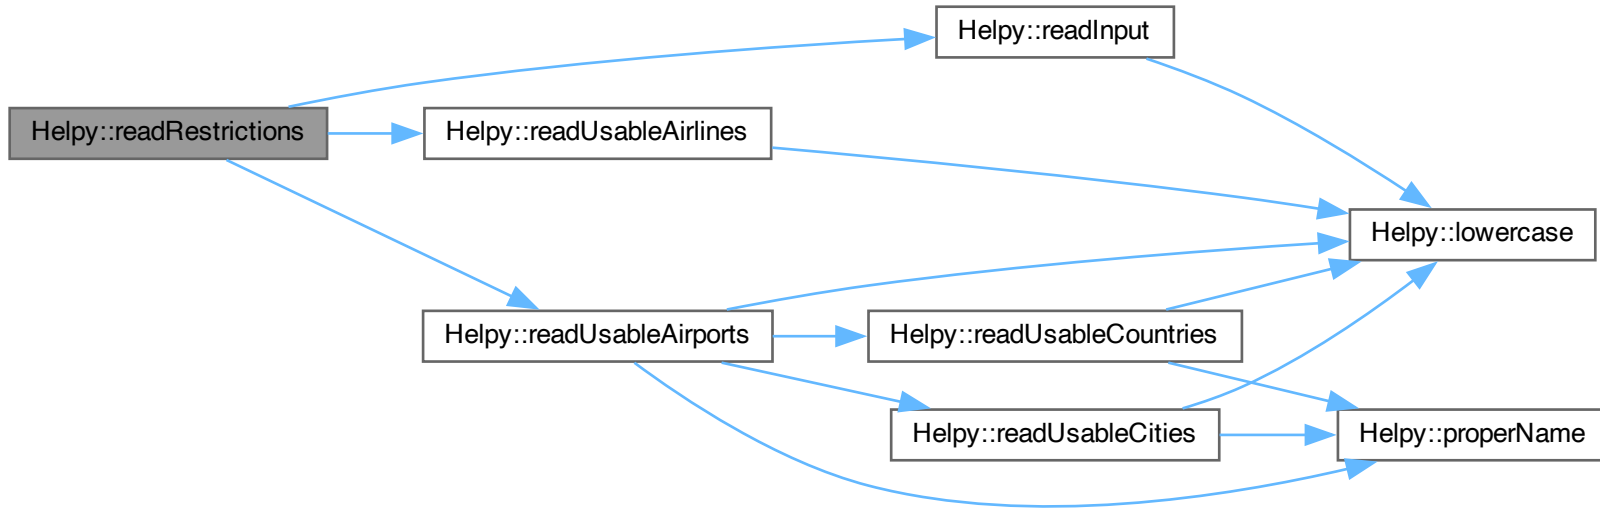 Helpy::readInput
Helpy::readRestrictions
Helpy::readUsableAirlines
Helpy::lowercase
Helpy::readUsableAirports
Helpy::readUsableCountries
Helpy::readUsableCities
Helpy::properName